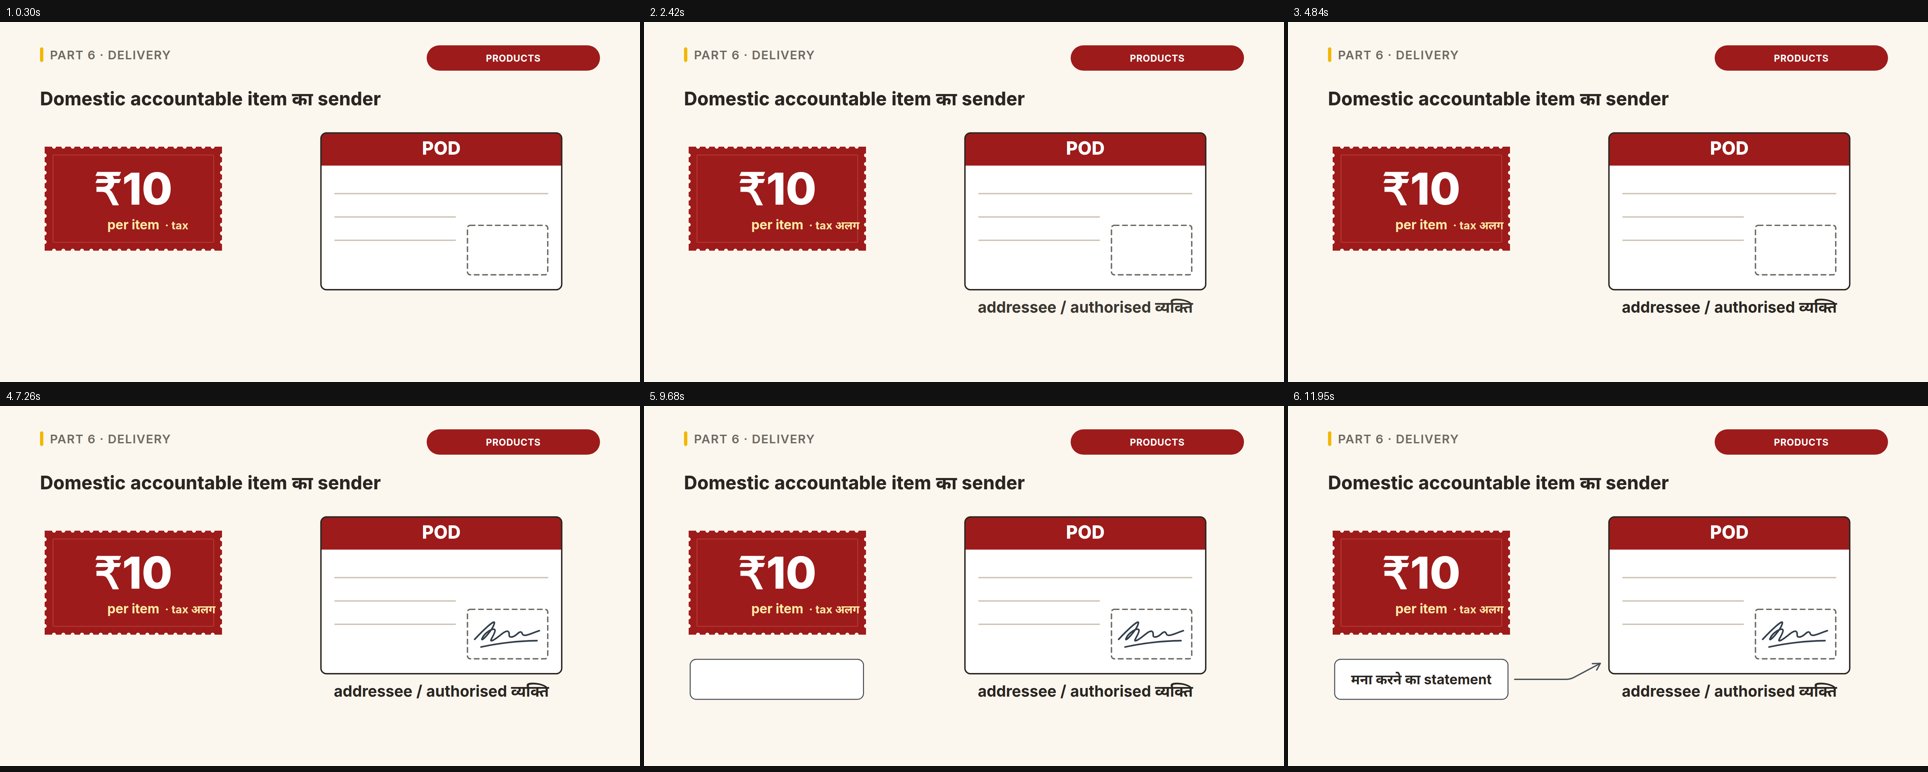 1. 0.30s
PART 6 · DELIVERY
PRODUCTS
Domestic accountable item का sender
₹10
per item · tax
POD
2. 2.42s
PART 6 · DELIVERY
PRODUCTS
Domestic accountable item का sender
₹10
per item · tax अलग
POD
addressee / authorised व्यक्ति
3. 4.84s
PART 6 · DELIVERY
PRODUCTS
Domestic accountable item का sender
₹10
per item · tax अलग
POD
addressee / authorised व्यक्ति
4. 7.26s
PART 6 · DELIVERY
PRODUCTS
Domestic accountable item का sender
₹10
per item · tax अलग
POD
addressee / authorised व्यक्ति
5. 9.68s
PART 6 · DELIVERY
PRODUCTS
Domestic accountable item का sender
₹10
per item · tax अलग
POD
addressee / authorised व्यक्ति
6. 11.95s
PART 6 · DELIVERY
PRODUCTS
Domestic accountable item का sender
₹10
per item · tax अलग
POD
मना करने का statement
addressee / authorised व्यक्ति